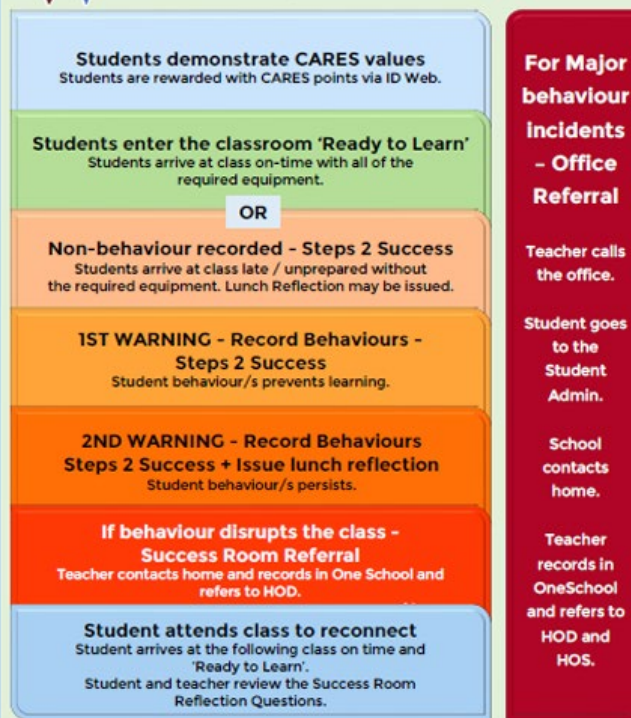 Students demonstrate CARES values
Students are rewarded with CARES points via ID Web.
Students enter the classroom ‘Ready to Learn’
Students arrive at class on-time with all of the
required equipment.
OR
Non-behaviour recorded - Steps 2 Success
Students arrive at class late / unprepared without
the required equipment. Lunch Reflection may be issued.
1ST WARNING - Record Behaviours -
Steps 2 Success
Student behaviour/s prevents learning.
2ND WARNING - Record Behaviours
Steps 2 Success + Issue lunch reflection
Student behaviour/s persists.
If behaviour disrupts the class -
Success Room Referral
Teacher contacts home and records in One School and
refers to HOD.
Student attends class to reconnect
Student arrives at the following class on time and
‘Ready to Learn’.
Student and teacher review the Success Room
Reflection Questions.
For Major
behaviour
incidents
– Office
Referral
Teacher calls
the office.
Student goes
to the
Student
Admin.
School
contacts
home.
Teacher
records in
OneSchool
and refers to
HOD and
HOS.